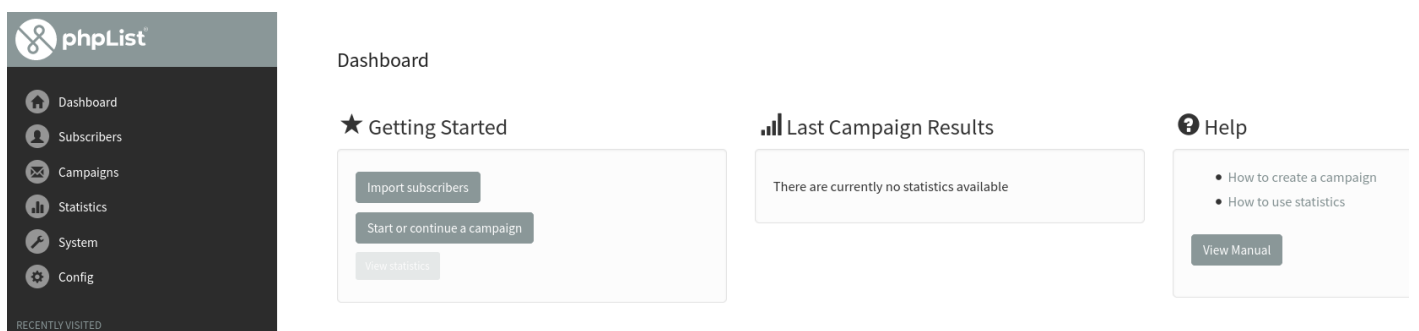 phpList
Dashboard
Subscribers
Campaigns
Statistics
System
Config
RECENTLY VISITED
Dashboard
Getting Started
Import subscribers
Start or continue a campaign
View statistics
Last Campaign Results
There are currently no statistics available
Help
How to create a campaign
How to use statistics
View Manual